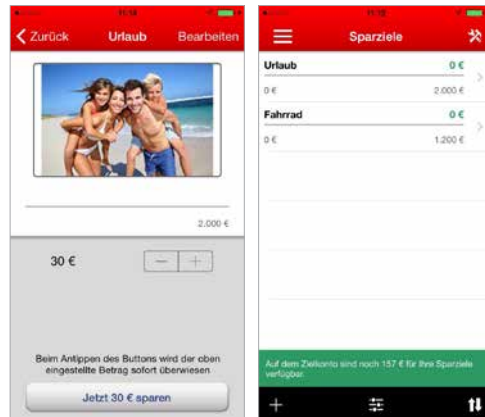 11:14
Zurück Urlaub Bearbeiten
2.000 €
30 €
Beim Antippen des Buttons wird der oben
eingestellte Betrag sofort überwiesen
Jetzt 30 € sparen
Sparziele
Urlaub 0 €
0 € 2.000 €
Fahrrad 0 €
0 € 1.200 €
Auf dem Zielkonto sind noch 157 € für Ihre Sparziele
verfügbar.